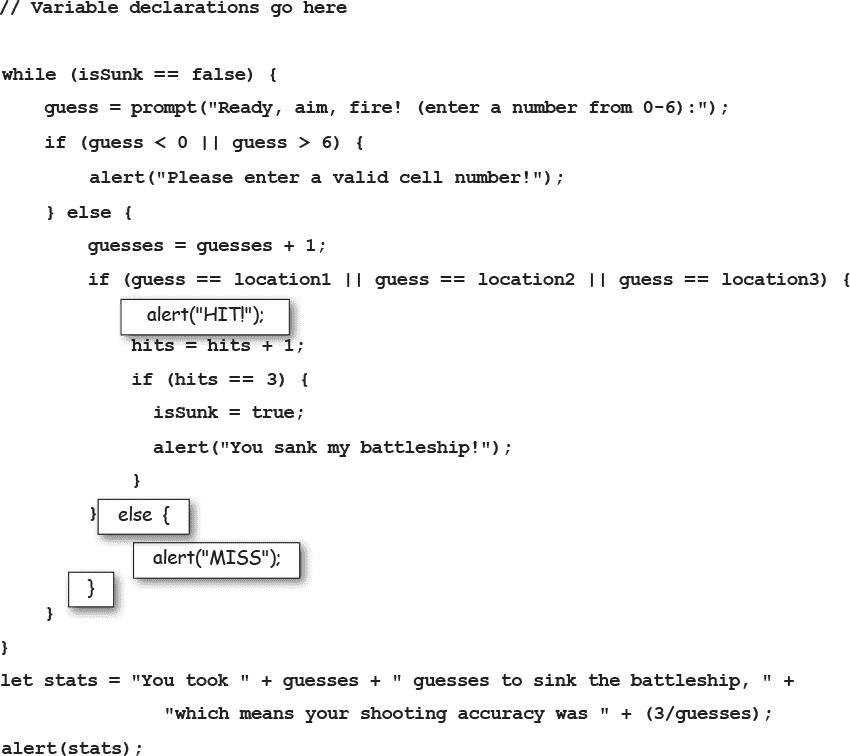 // Variable declarations go here
while (isSunk == false) {
guess = prompt("Ready, aim, fire! (enter a number from 0-6):");
if (guess < 0 || guess > 6) {
alert("Please enter a valid cell number!");
} else {
guesses = guesses + 1;
if (guess == location1 || guess == location2 || guess == location3) {
alert("HIT!");
hits = hits + 1;
if (hits == 3) {
isSunk = true;
alert("You sank my battleship!");
}
} else {
alert("MISS");
}
}
}
let stats = "You took " + guesses + " guesses to sink the battleship, " +
"which means your shooting accuracy was " + (3/guesses);
alert(stats);